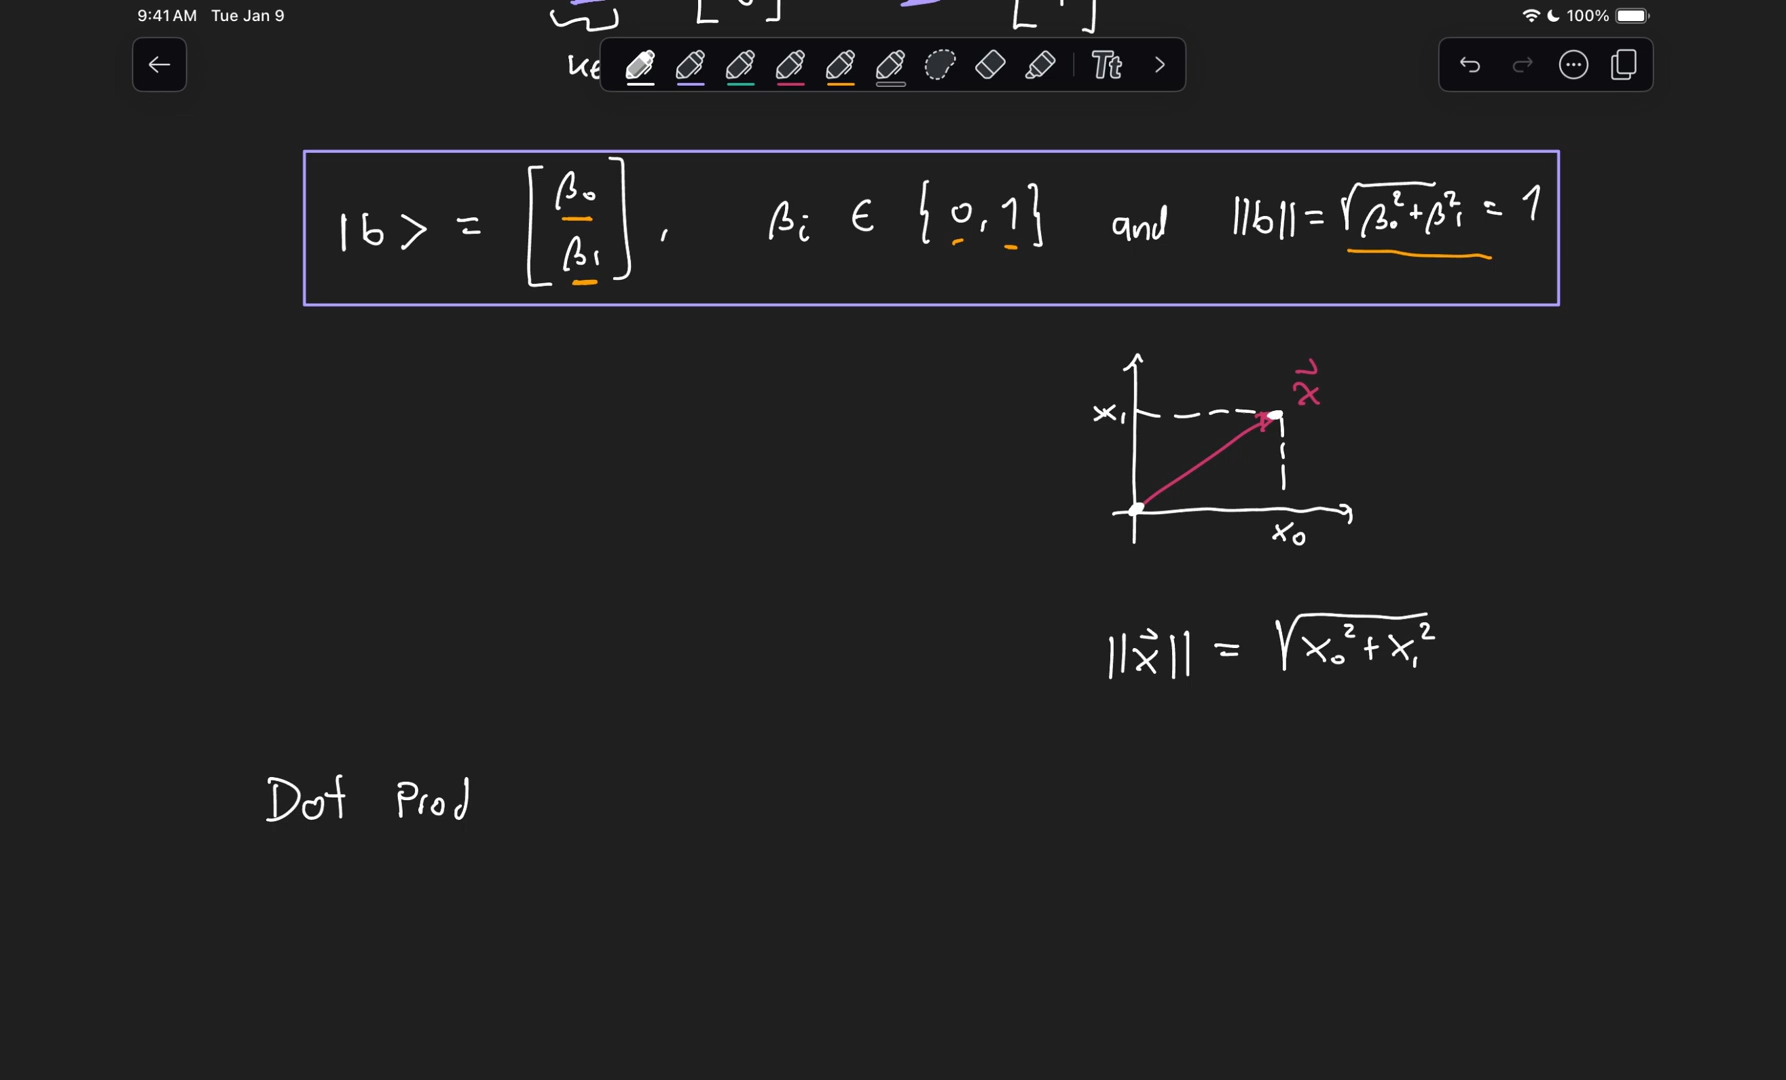 9:41 AM Tue Jan 9
100%
Tt
|b> = [β₀ β₁], βᵢ ∈ {0,1} and ||b|| = √β₀²+β₁² = 1
x⃗
x₁
x₀
||x⃗|| = √x₀²+x₁²
Dot Prod